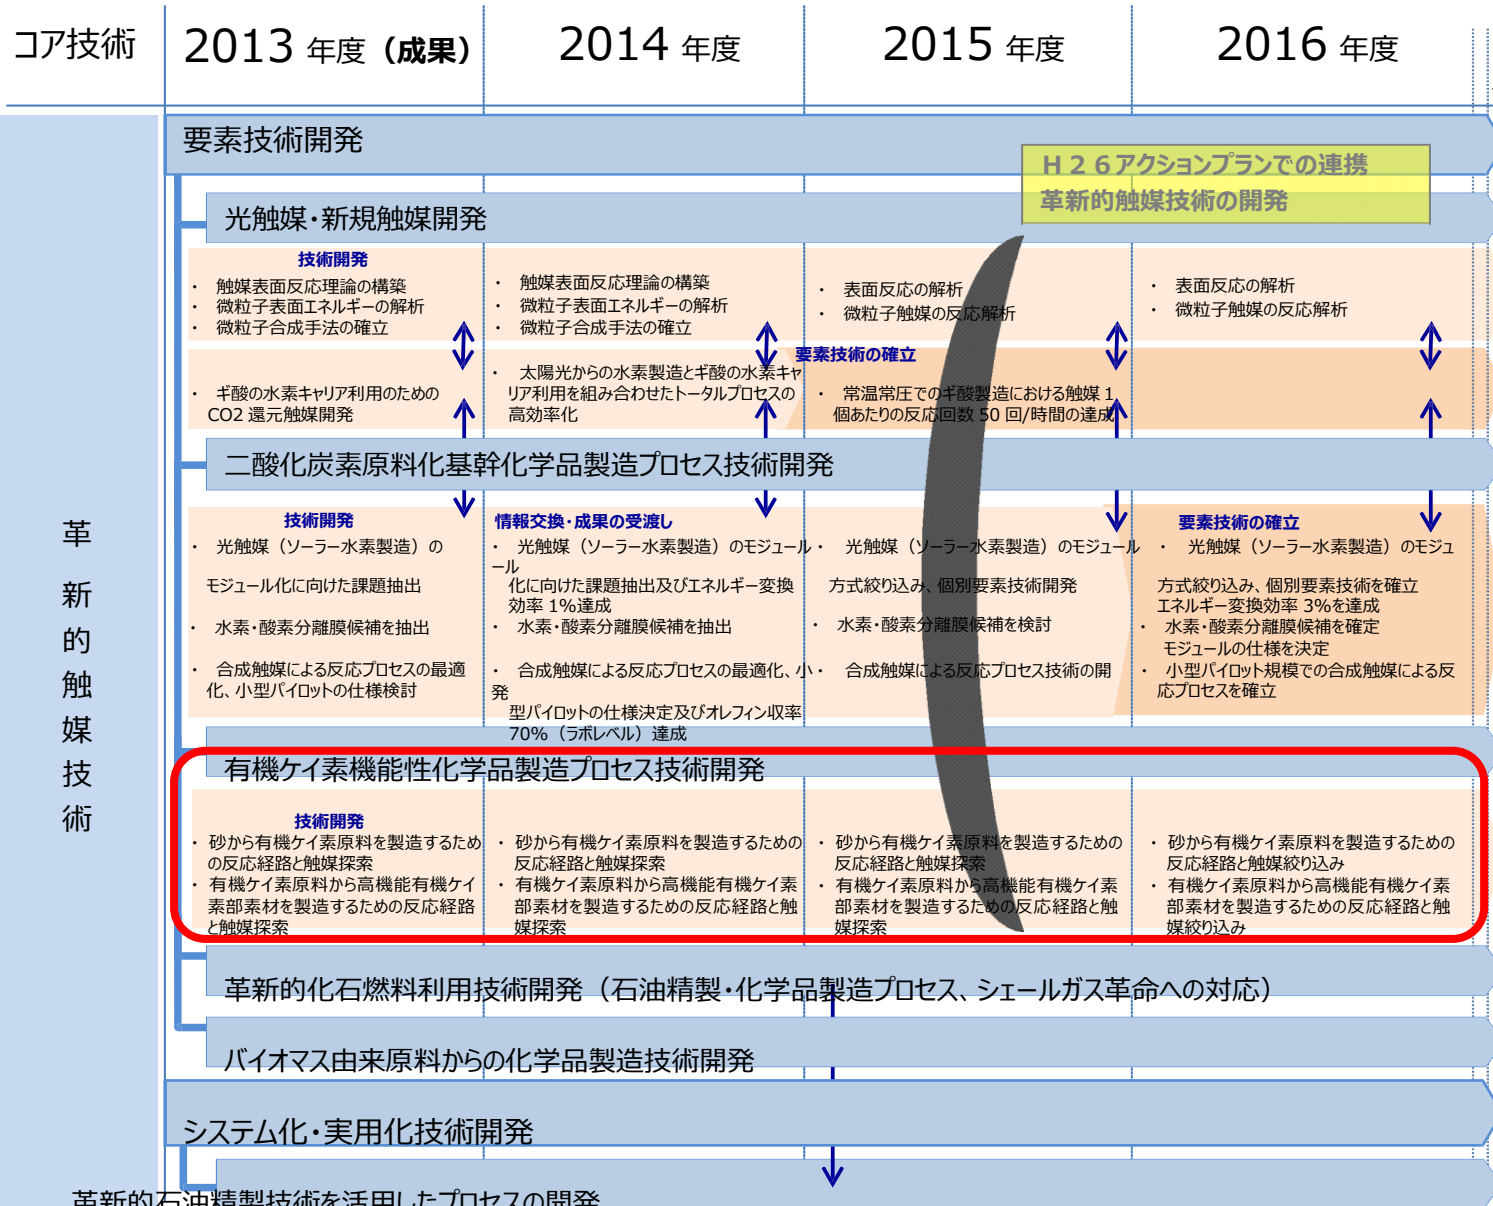 コア技術
2013 年度（成果）
2014 年度
2015 年度
2016 年度
革新的触媒技術
要素技術開発
H２６アクションプランでの連携
革新的触媒技術の開発
光触媒・新規触媒開発
技術開発
・ 触媒表面反応理論の構築
・ 微粒子表面エネルギーの解析
・ 微粒子合成手法の確立
・ 触媒表面反応理論の構築
・ 微粒子表面エネルギーの解析
・ 微粒子合成手法の確立
・ 表面反応の解析
・ 微粒子触媒の反応解析
・ 表面反応の解析
・ 微粒子触媒の反応解析
・ ギ酸の水素キャリア利用のための
CO2 還元触媒開発
・ 太陽光からの水素製造とギ酸の水素キャ
リア利用を組み合わせたトータルプロセスの
高効率化
要素技術の確立
・ 常温常圧でのギ酸製造における触媒 1
個あたりの反応回数 50 回/時間の達成
二酸化炭素原料化基幹化学品製造プロセス技術開発
技術開発
・ 光触媒（ソーラー水素製造）の
モジュール化に向けた課題抽出
・ 水素・酸素分離膜候補を抽出
・ 合成触媒による反応プロセスの最適
化、小型パイロットの仕様検討
情報交換・成果の受渡し
・ 光触媒（ソーラー水素製造）のモジュール
ール
化に向けた課題抽出及びエネルギー変換
効率 1%達成
・ 水素・酸素分離膜候補を抽出
・ 合成触媒による反応プロセスの最適化、小
発
型パイロットの仕様決定及びオレフィン収率
70%（ラボレベル）達成
・ 光触媒（ソーラー水素製造）のモジュール
方式絞り込み、個別要素技術開発
・ 水素・酸素分離膜候補を検討
・ 合成触媒による反応プロセス技術の開
要素技術の確立
・ 光触媒（ソーラー水素製造）のモジュ
方式絞り込み、個別要素技術を確立
エネルギー変換効率 3%を達成
・ 水素・酸素分離膜候補を確定
モジュールの仕様を決定
・ 小型パイロット規模での合成触媒による反
応プロセスを確立
有機ケイ素機能性化学品製造プロセス技術開発
技術開発
・ 砂から有機ケイ素原料を製造するため
の反応経路と触媒探索
・ 有機ケイ素原料から高機能有機ケイ
素部素材を製造するための反応経路
と触媒探索
・ 砂から有機ケイ素原料を製造するための
反応経路と触媒探索
・ 有機ケイ素原料から高機能有機ケイ素
部素材を製造するための反応経路と触
媒探索
・ 砂から有機ケイ素原料を製造するための
反応経路と触媒探索
・ 有機ケイ素原料から高機能有機ケイ素
部素材を製造するための反応経路と触
媒探索
・ 砂から有機ケイ素原料を製造するための
反応経路と触媒絞り込み
・ 有機ケイ素原料から高機能有機ケイ素
部素材を製造するための反応経路と触
媒絞り込み
革新的化石燃料利用技術開発（石油精製・化学品製造プロセス、シェールガス革命への対応）
バイオマス由来原料からの化学品製造技術開発
システム化・実用化技術開発
革新的石油精製技術を活用したプロセスの開発